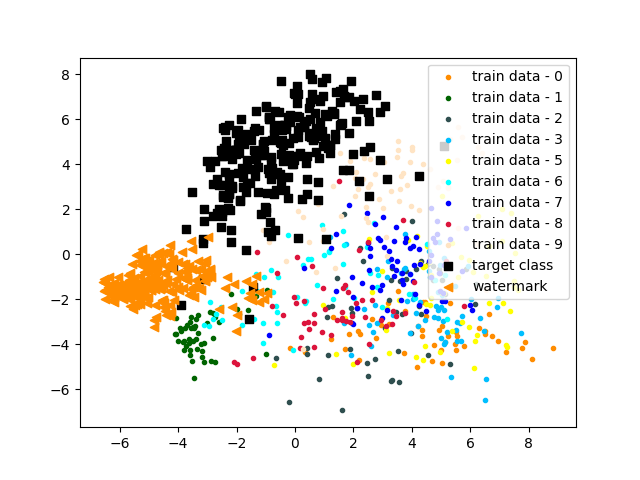 8
6
4
2
0
−2
−4
−6
−6 −4 −2 0 2 4 6 8
train data - 0
train data - 1
train data - 2
train data - 3
train data - 5
train data - 6
train data - 7
train data - 8
train data - 9
target class
watermark